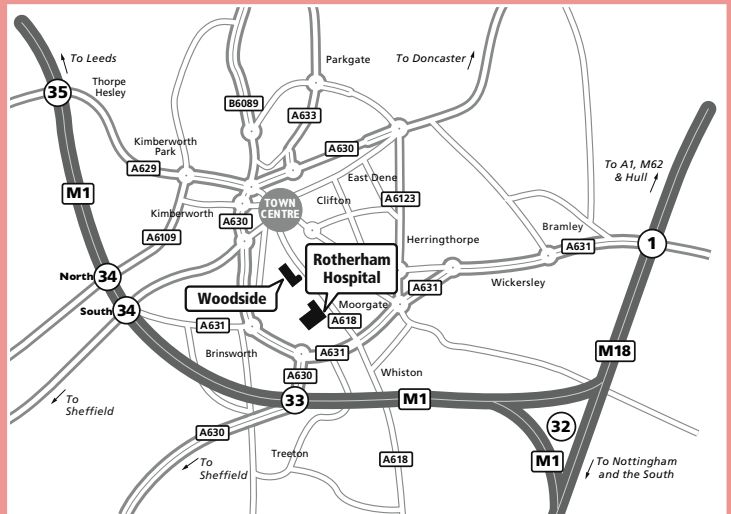 To Leeds
Parkgate
To Doncaster
Thorpe
Hesley
35
B6089
A633
Kimberworth
Park
A630
To A1, M62
& Hull
A629
East Dene
M1
TOWN
CENTRE
Clifton
A6123
Kimberworth
A630
Bramley
A6109
Herringthorpe
A631
1
Rotherham
Hospital
North
34
Wickersley
A631
Woodside
Moorgate
South
34
A618
A631
Brinsworth
A631
M18
Whiston
A630
To
Sheffield
33
M1
32
A630
Treeton
To
Sheffield
A618
M1
To Nottingham
and the South